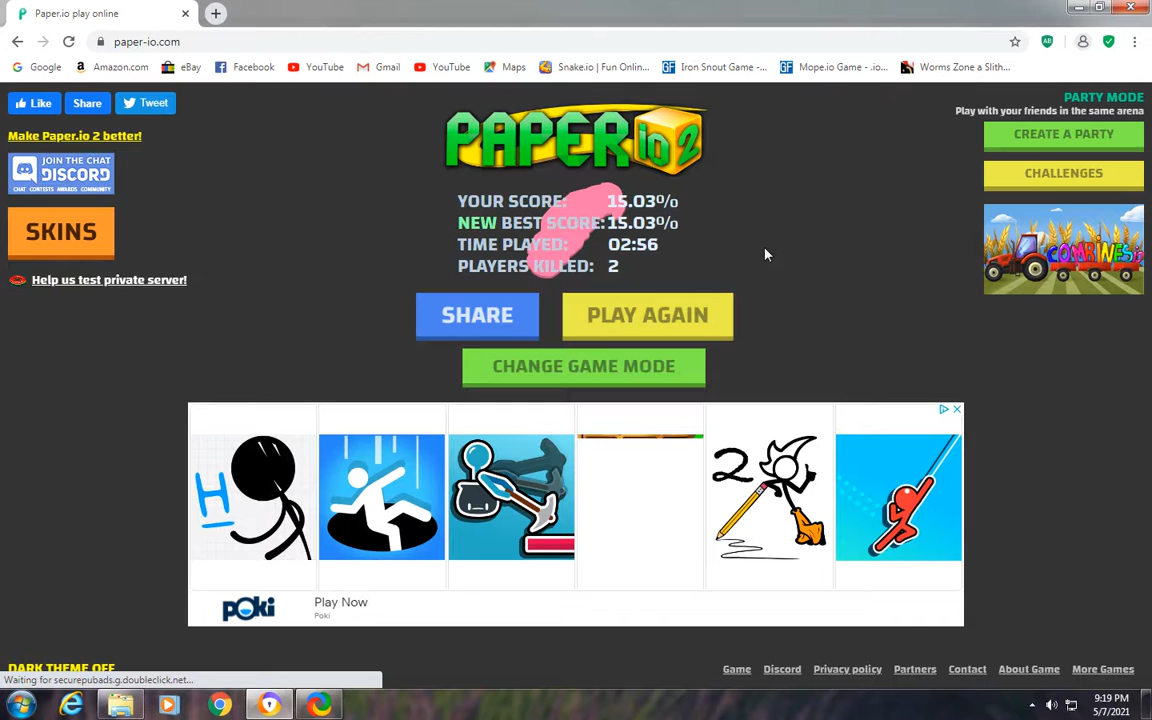 Paper.io play online
paper-io.com
Google Amazon.com eBay Facebook YouTube Gmail YouTube Maps Snake.io | Fun Onlin... Iron Snout Game -... Mope.io Game - .io... Worms Zone a Slith...
Like Share Tweet
Make Paper.io 2 better!
JOIN THE CHAT
DISCORD
CHAT CONTESTS AWARDS COMMUNITY
SKINS
Help us test private server!
PAPER io 2
YOUR SCORE: 15.03%
NEW BEST SCORE: 15.03%
TIME PLAYED: 02:56
PLAYERS KILLED: 2
SHARE PLAY AGAIN
CHANGE GAME MODE
PARTY MODE
Play with your friends in the same arena
CREATE A PARTY
CHALLENGES
COMBINES.io
H
2
POKI
Play Now
Poki
DARK THEME OFF
Game Discord Privacy policy Partners Contact About Game More Games
Waiting for securepubads.g.doubleclick.net...
9:19 PM
5/7/2021